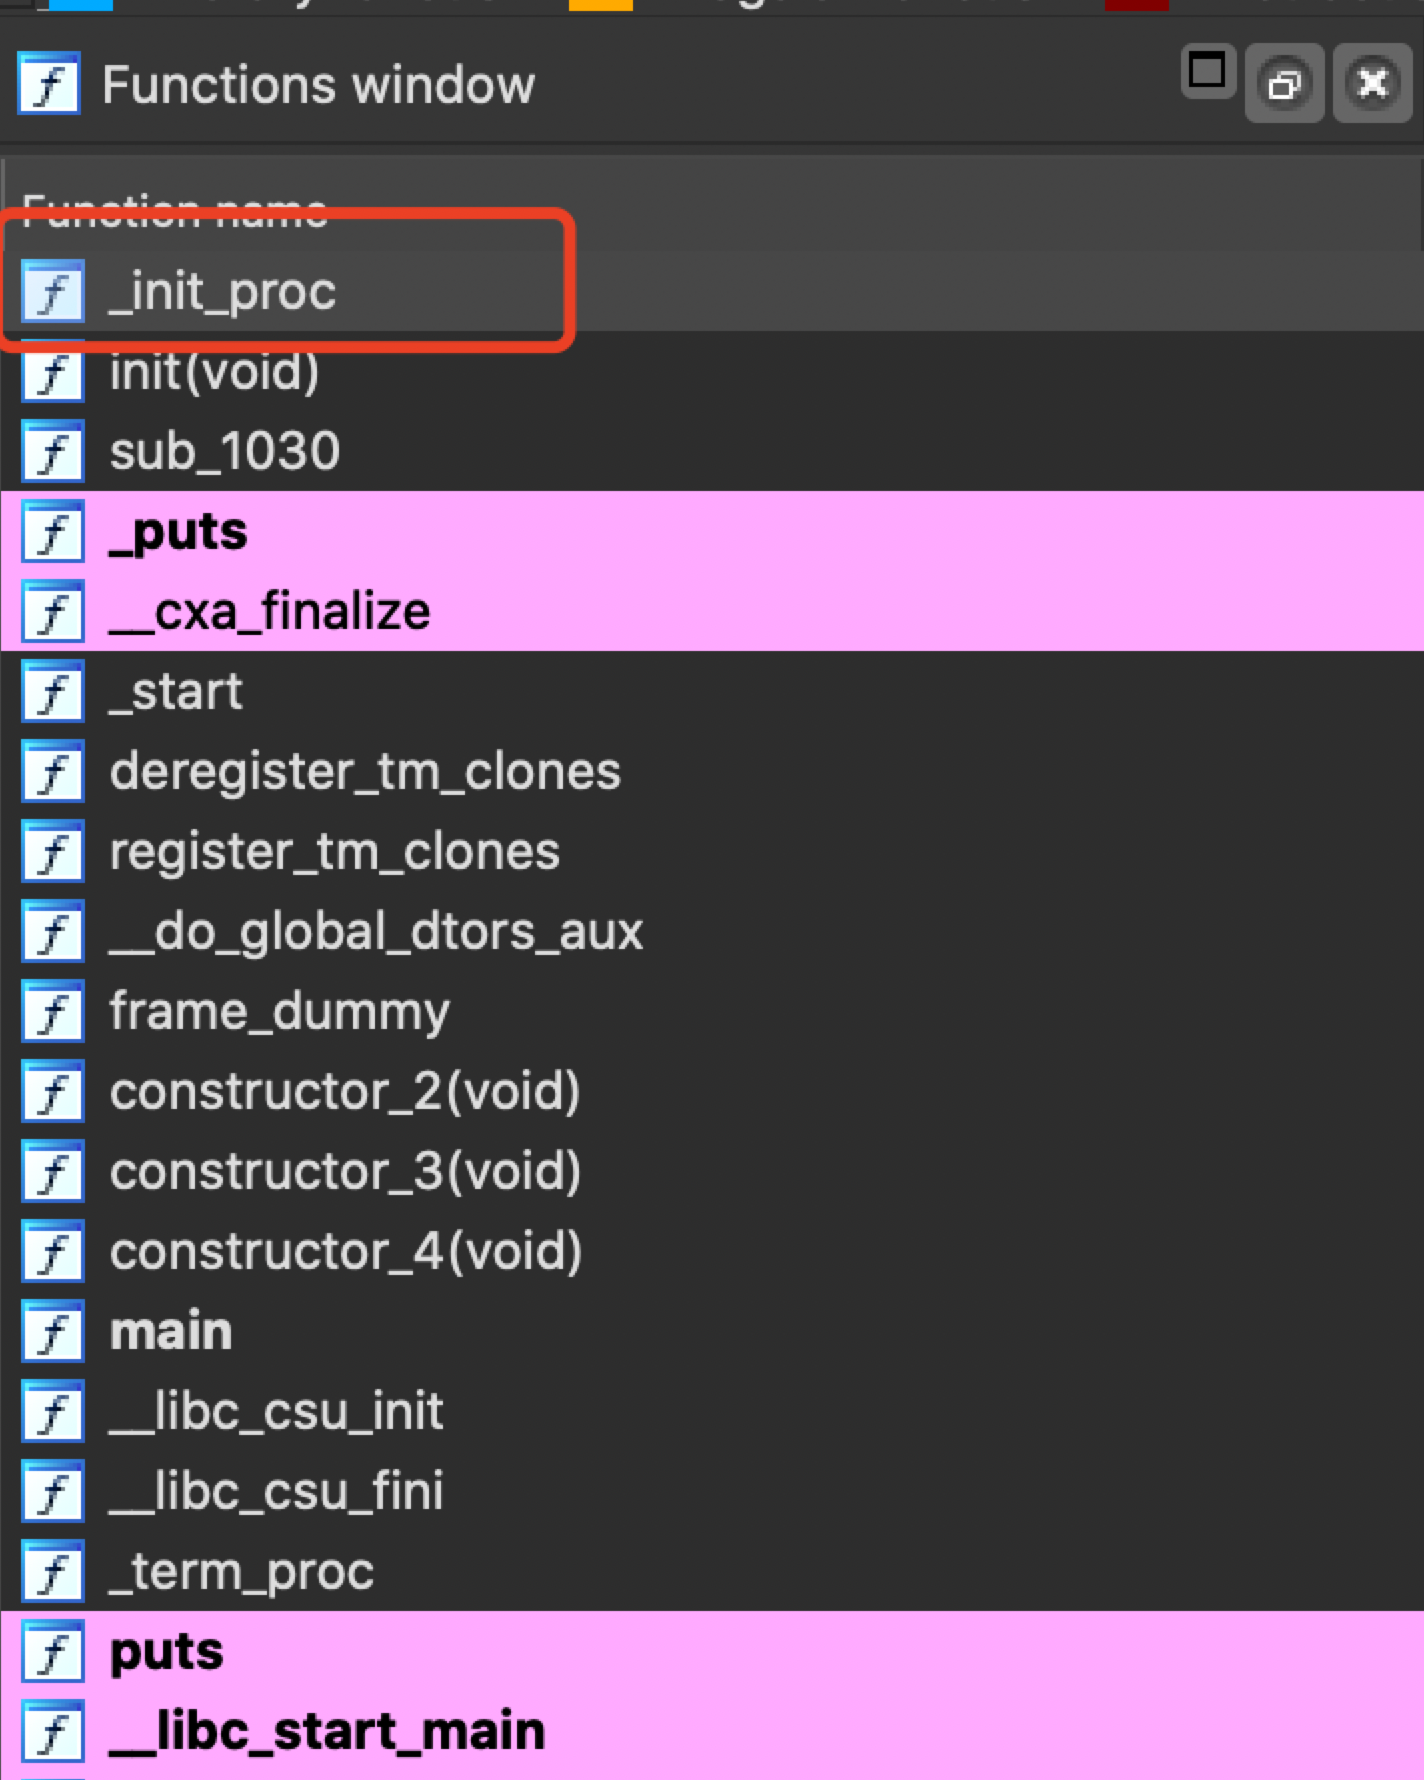 Functions window
Function name
_init_proc
init(void)
sub_1030
_puts
__cxa_finalize
_start
deregister_tm_clones
register_tm_clones
__do_global_dtors_aux
frame_dummy
constructor_2(void)
constructor_3(void)
constructor_4(void)
main
__libc_csu_init
__libc_csu_fini
_term_proc
puts
__libc_start_main